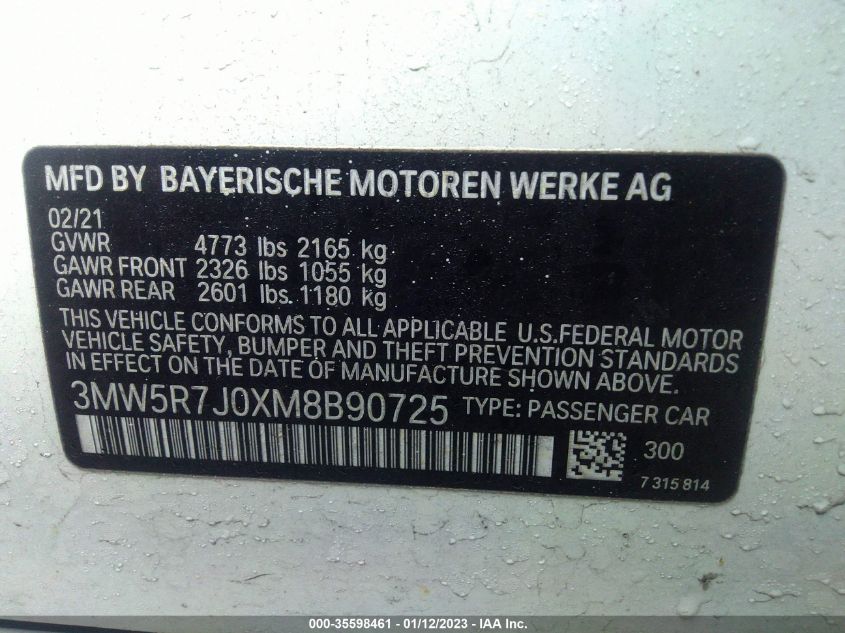 MFD BY BAYERISCHE MOTOREN WERKE AG
02/21
GVWR 4773 lbs 2165 kg
GAWR FRONT 2326 lbs 1055 kg
GAWR REAR 2601 lbs 1180 kg
THIS VEHICLE CONFORMS TO ALL APPLICABLE U.S.FEDERAL MOTOR
VEHICLE SAFETY, BUMPER AND THEFT PREVENTION STANDARDS
IN EFFECT ON THE DATE OF MANUFACTURE SHOWN ABOVE.
3MW5R7J0XM8B90725 TYPE: PASSENGER CAR
300
7 315 814
000-35598461 - 01/12/2023 - IAA Inc.